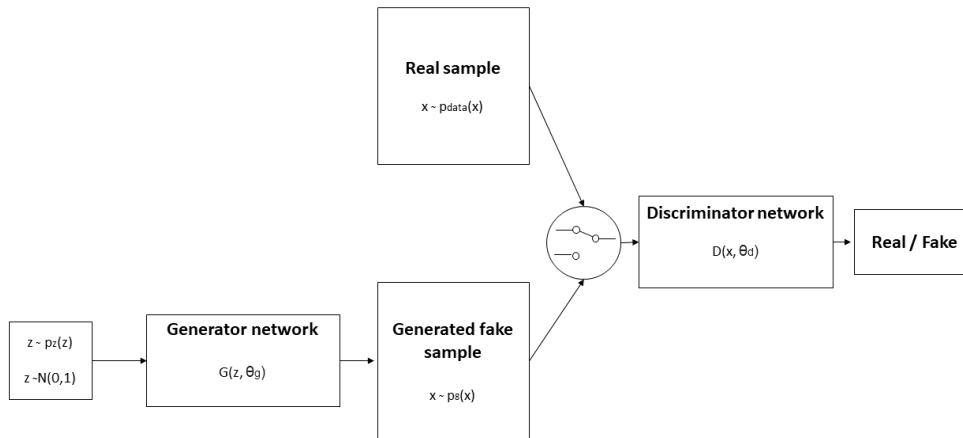 Real sample
x ~ pdata(x)
Discriminator network
D(x, θd)
Real / Fake
z ~ pz(z)
z ~N(0,1)
Generator network
G(z, θg)
Generated fake
sample
x ~ pg(x)